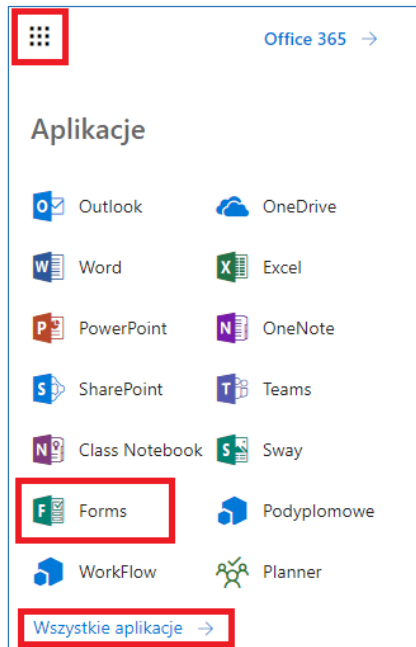 Office 365 →
Aplikacje
Outlook OneDrive
Word Excel
PowerPoint OneNote
SharePoint Teams
Class Notebook Sway
Forms Podyplomowe
WorkFlow Planner
Wszystkie aplikacje →